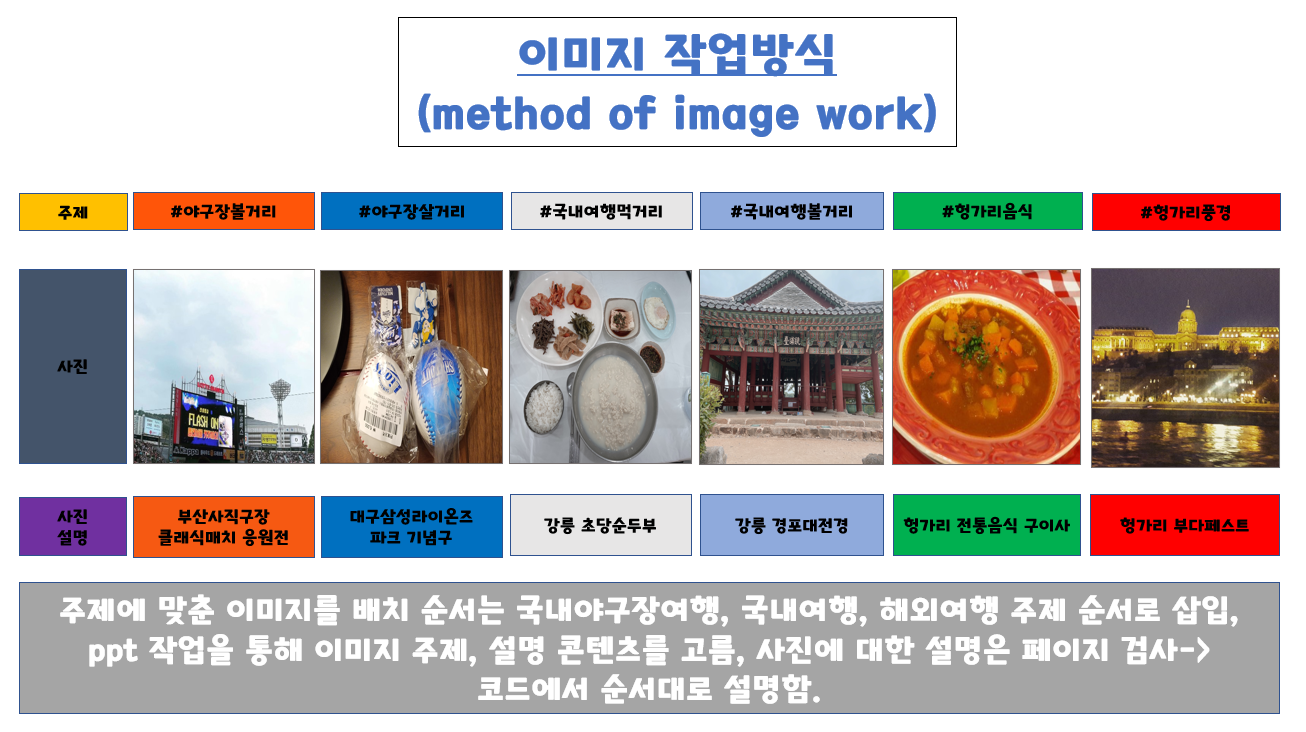 이미지 작업방식
(method of image work)
주제
#야구장볼거리
#야구장살거리
#국내여행먹거리
#국내여행볼거리
#헝가리음식
#헝가리풍경
사진
FLASH ON
Kappa
사진
설명
부산사직구장
클래식매치 응원전
대구삼성라이온즈
파크 기념구
강릉 초당순두부
강릉 경포대전경
헝가리 전통음식 구이사
헝가리 부다페스트
주제에 맞춘 이미지를 배치 순서는 국내야구장여행, 국내여행, 해외여행 주제 순서로 삽입,
ppt 작업을 통해 이미지 주제, 설명 콘텐츠를 고름, 사진에 대한 설명은 페이지 검사->
코드에서 순서대로 설명함.